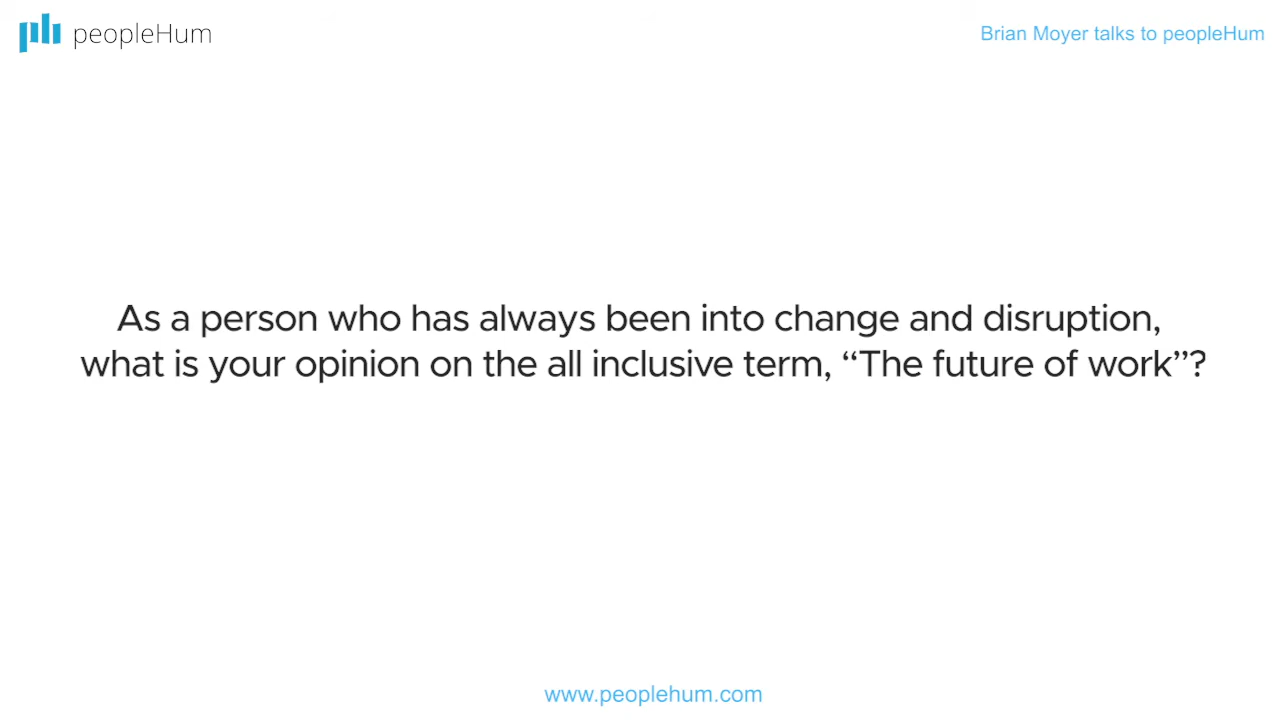 peopleHum
Brian Moyer talks to peopleHum
As a person who has always been into change and disruption,
what is your opinion on the all inclusive term, “The future of work”?
www.peoplehum.com